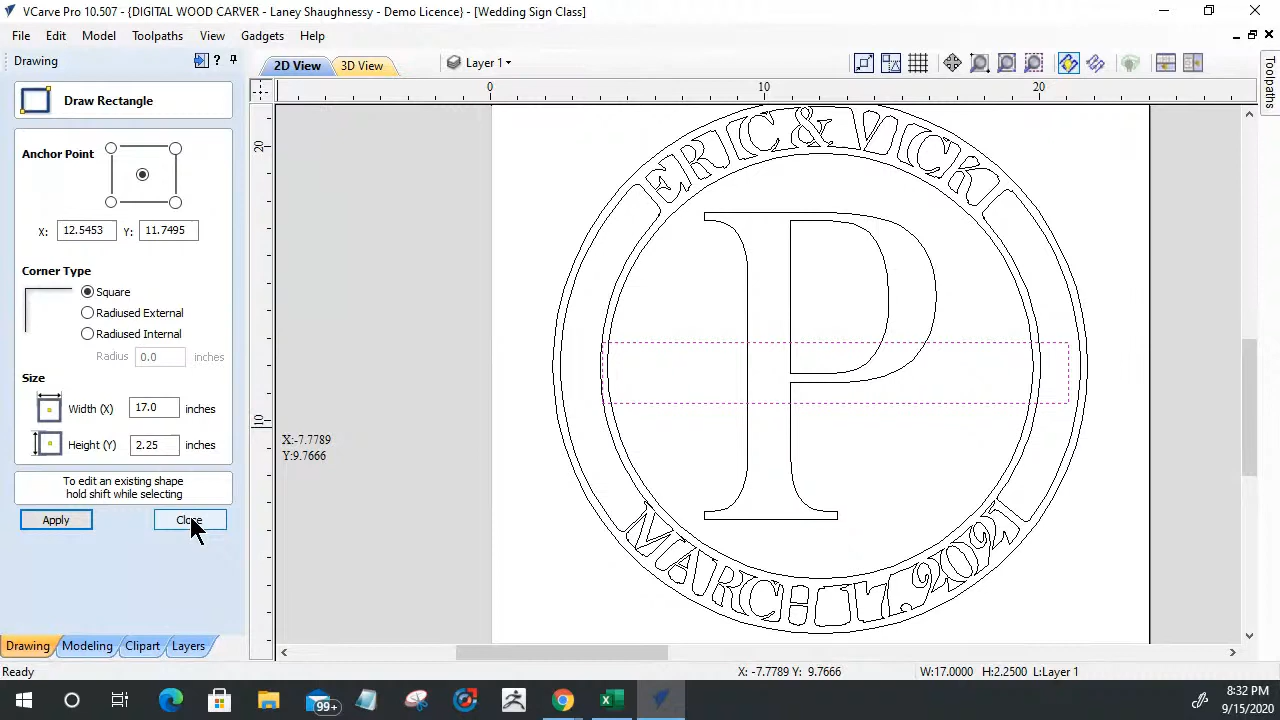 VCarve Pro 10.507 - {DIGITAL WOOD CARVER - Laney Shaughnessy - Demo Licence} - [Wedding Sign Class]
File Edit Model Toolpaths View Gadgets Help
Drawing
2D View 3D View Layer 1
Toolpaths
Draw Rectangle
0 10 20
20
10
Anchor Point
X: 12.5453 Y: 11.7495
Corner Type
Square
Radiused External
Radiused Internal
Radius 0.0 inches
Size
Width (X) 17.0 inches
Height (Y) 2.25 inches
To edit an existing shape
hold shift while selecting
Apply Close
ERIC & VICKI
P
MARCH 17, 2021
X:-7.7789
Y:9.7666
Drawing Modeling Clipart Layers
Ready X: -7.7789 Y: 9.7666 W:17.0000 H:2.2500 L:Layer 1
99+
8:32 PM
9/15/2020